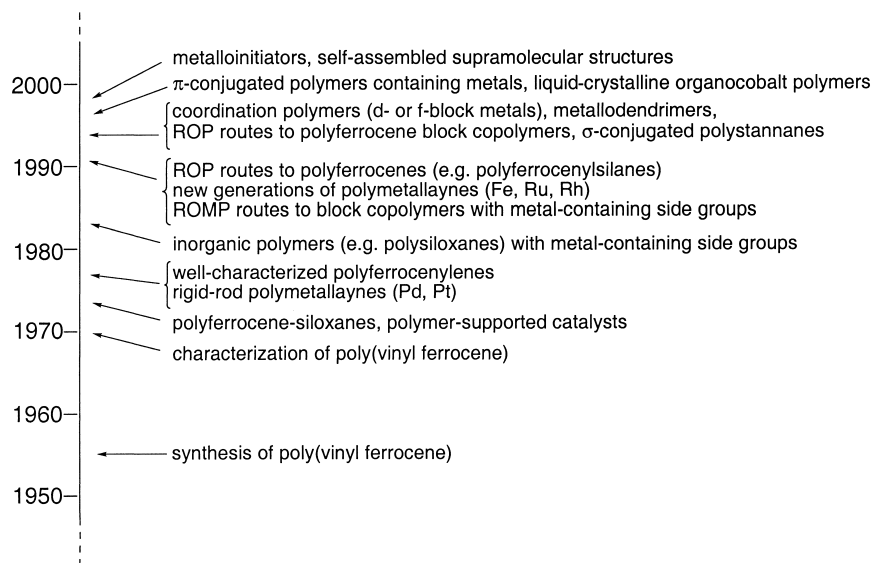 metalloinitiators, self-assembled supramolecular structures
2000
π-conjugated polymers containing metals, liquid-crystalline organocobalt polymers
coordination polymers (d- or f-block metals), metallodendrimers,
ROP routes to polyferrocene block copolymers, σ-conjugated polystannanes
1990
ROP routes to polyferrocenes (e.g. polyferrocenylsilanes)
new generations of polymetallaynes (Fe, Ru, Rh)
ROMP routes to block copolymers with metal-containing side groups
1980
inorganic polymers (e.g. polysiloxanes) with metal-containing side groups
well-characterized polyferrocenylenes
rigid-rod polymetallaynes (Pd, Pt)
1970
polyferrocene-siloxanes, polymer-supported catalysts
characterization of poly(vinyl ferrocene)
1960
synthesis of poly(vinyl ferrocene)
1950